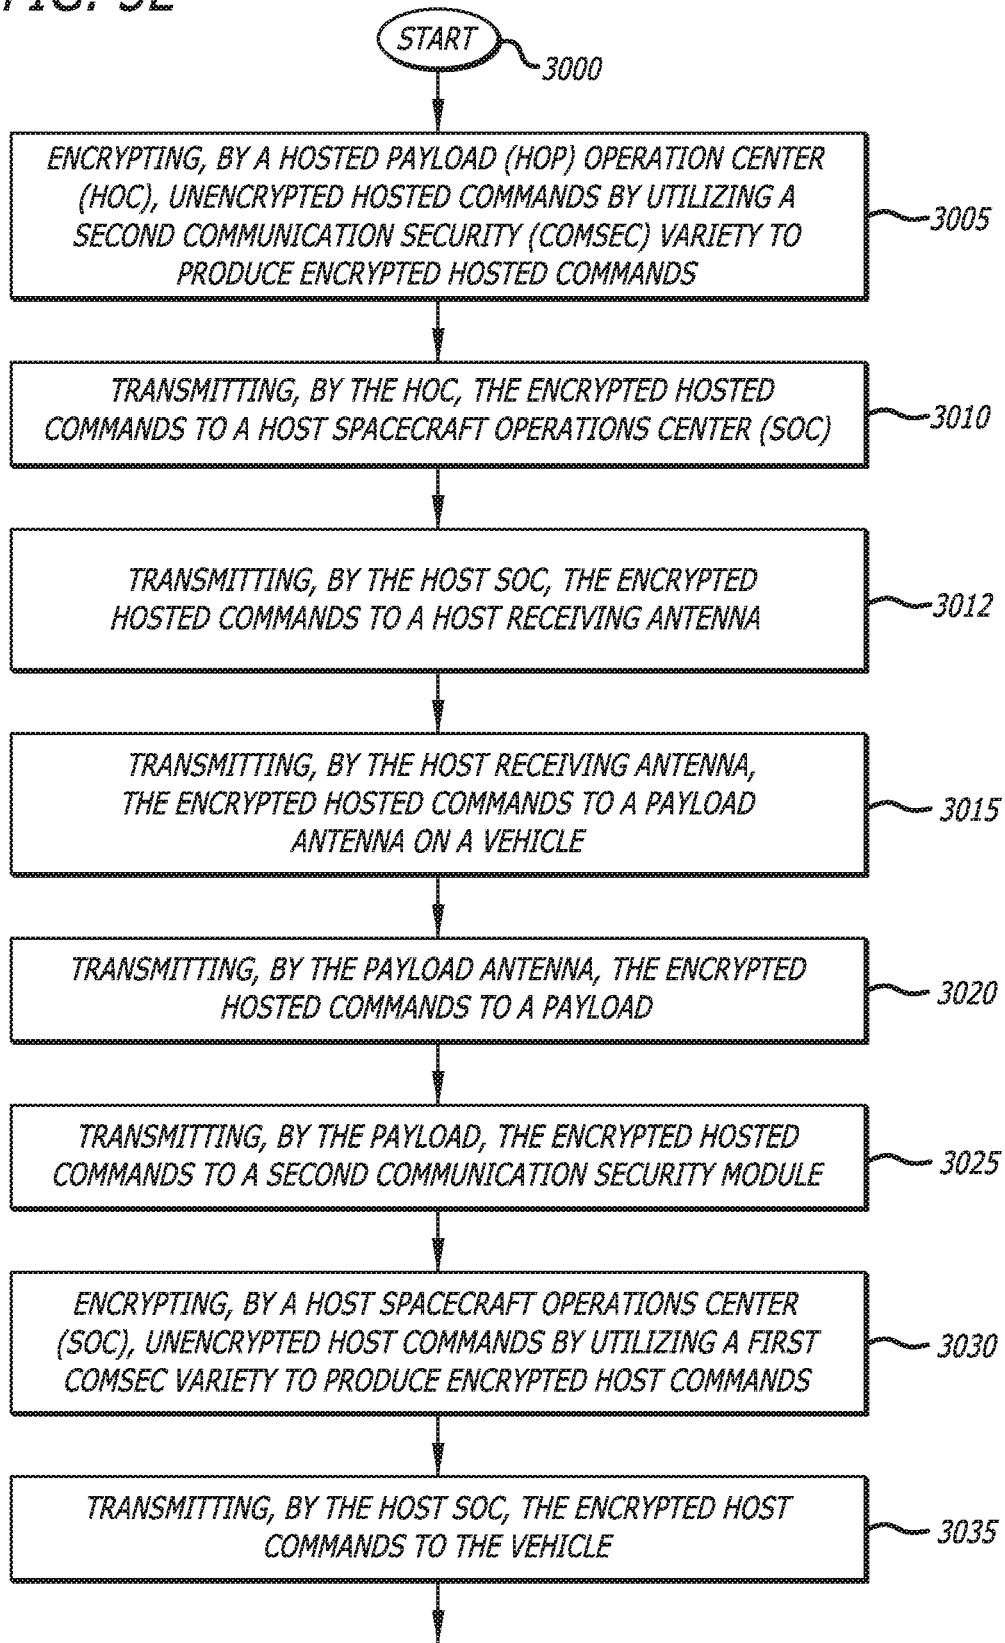 START
3000
ENCRYPTING, BY A HOSTED PAYLOAD (HOP) OPERATION CENTER
(HOC), UNENCRYPTED HOSTED COMMANDS BY UTILIZING A
SECOND COMMUNICATION SECURITY (COMSEC) VARIETY TO
PRODUCE ENCRYPTED HOSTED COMMANDS
3005
TRANSMITTING, BY THE HOC, THE ENCRYPTED HOSTED
COMMANDS TO A HOST SPACECRAFT OPERATIONS CENTER (SOC)
3010
TRANSMITTING, BY THE HOST SOC, THE ENCRYPTED
HOSTED COMMANDS TO A HOST RECEIVING ANTENNA
3012
TRANSMITTING, BY THE HOST RECEIVING ANTENNA,
THE ENCRYPTED HOSTED COMMANDS TO A PAYLOAD
ANTENNA ON A VEHICLE
3015
TRANSMITTING, BY THE PAYLOAD ANTENNA, THE ENCRYPTED
HOSTED COMMANDS TO A PAYLOAD
3020
TRANSMITTING, BY THE PAYLOAD, THE ENCRYPTED HOSTED
COMMANDS TO A SECOND COMMUNICATION SECURITY MODULE
3025
ENCRYPTING, BY A HOST SPACECRAFT OPERATIONS CENTER
(SOC), UNENCRYPTED HOST COMMANDS BY UTILIZING A FIRST
COMSEC VARIETY TO PRODUCE ENCRYPTED HOST COMMANDS
3030
TRANSMITTING, BY THE HOST SOC, THE ENCRYPTED HOST
COMMANDS TO THE VEHICLE
3035